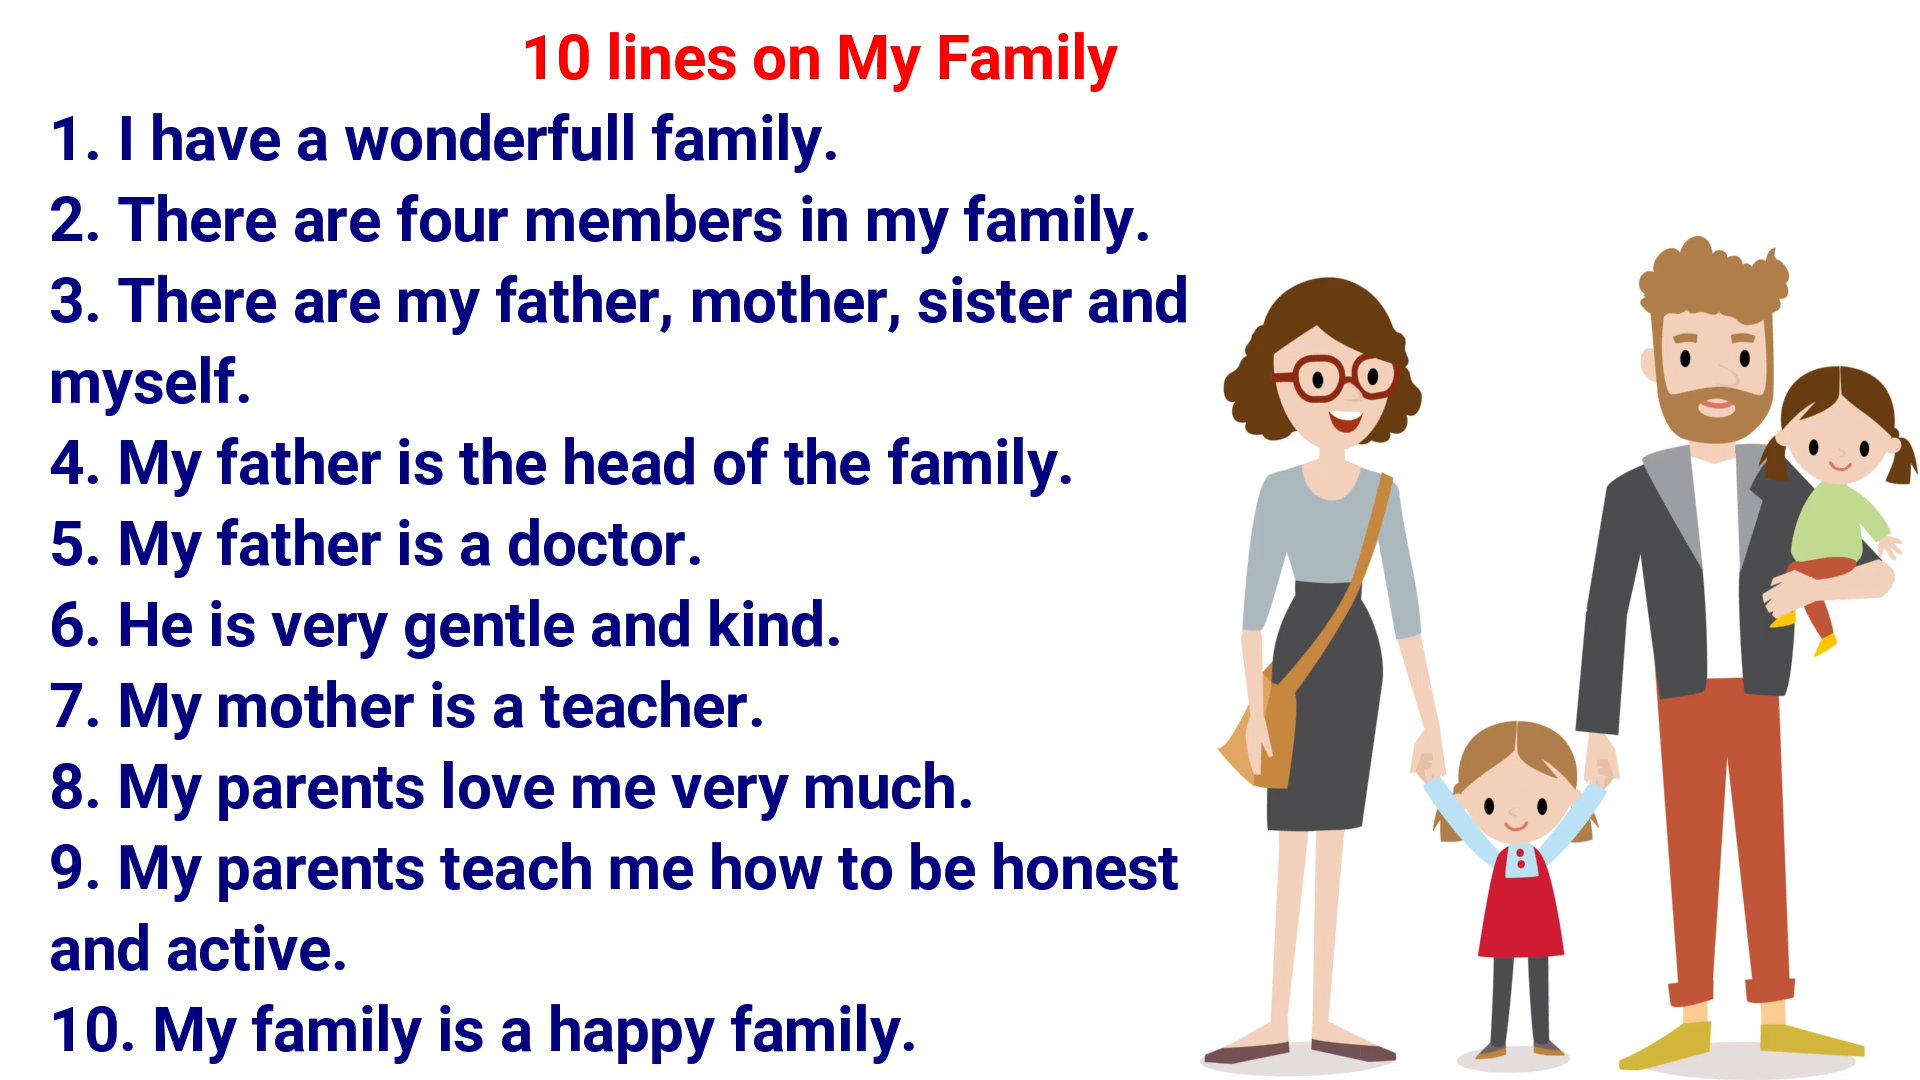 10 lines on My Family
1. I have a wonderfull family.
2. There are four members in my family.
3. There are my father, mother, sister and
myself.
4. My father is the head of the family.
5. My father is a doctor.
6. He is very gentle and kind.
7. My mother is a teacher.
8. My parents love me very much.
9. My parents teach me how to be honest
and active.
10. My family is a happy family.